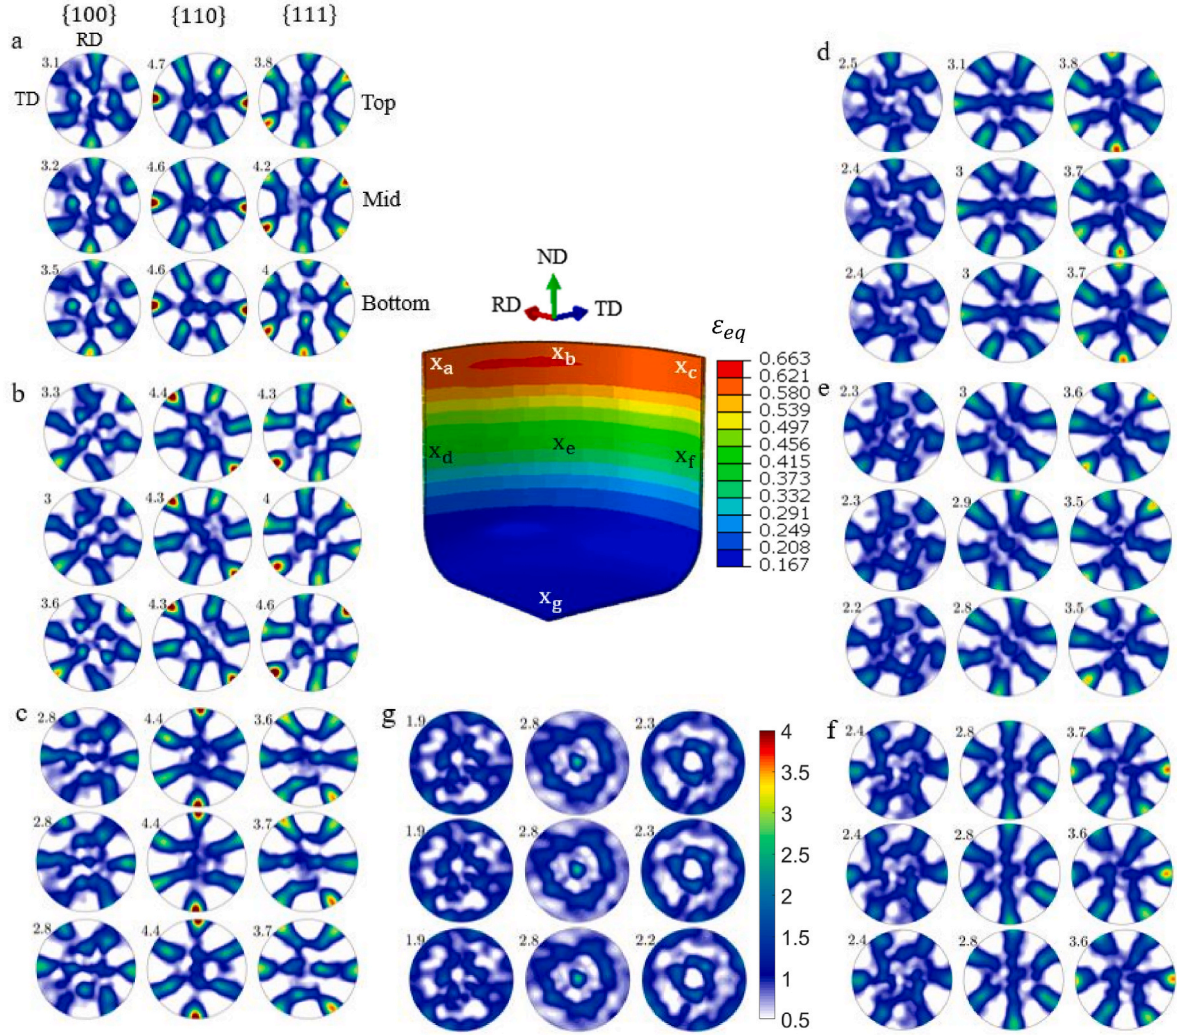 {100} {110} {111}
a RD
TD
3.1 4.7 3.8 Top
3.2 4.6 4.2 Mid
3.5 4.6 4 Bottom
b
3.3 4.4 4.3
3 4.3 4
3.6 4.3 4.6
c
2.8 4.4 3.6
2.8 4.4 3.7
2.8 4.4 3.7
ND
RD TD
xa xb xc
xd xe xf
xg
εeq
0.663
0.621
0.580
0.539
0.497
0.456
0.415
0.373
0.332
0.291
0.249
0.208
0.167
g
1.9 2.8 2.3
1.9 2.8 2.3
1.9 2.8 2.2
4
3.5
3
2.5
2
1.5
1
0.5
d
2.5 3.1 3.8
2.4 3 3.7
2.4 3 3.7
e
2.3 3 3.6
2.3 2.9 3.5
2.2 2.8 3.5
f
2.4 2.8 3.7
2.4 2.8 3.6
2.4 2.8 3.6